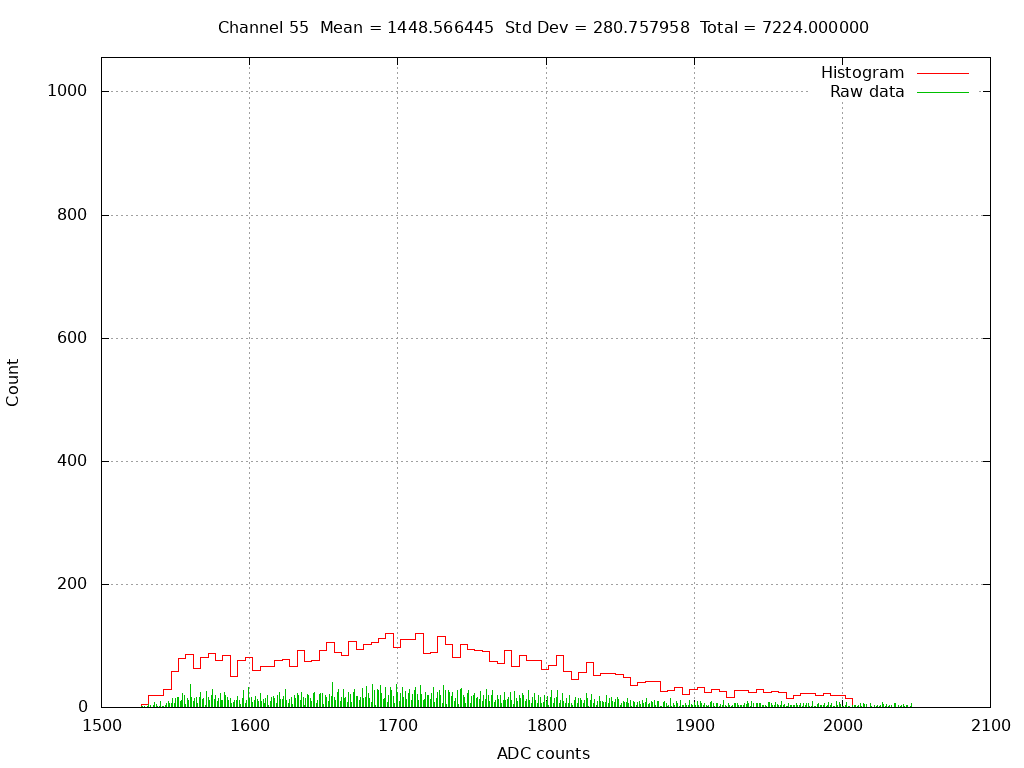 Channel 55  Mean = 1448.566445  Std Dev = 280.757958  Total = 7224.000000
Histogram
Raw data
1000
800
600
400
200
0
Count
1500 1600 1700 1800 1900 2000 2100
ADC counts